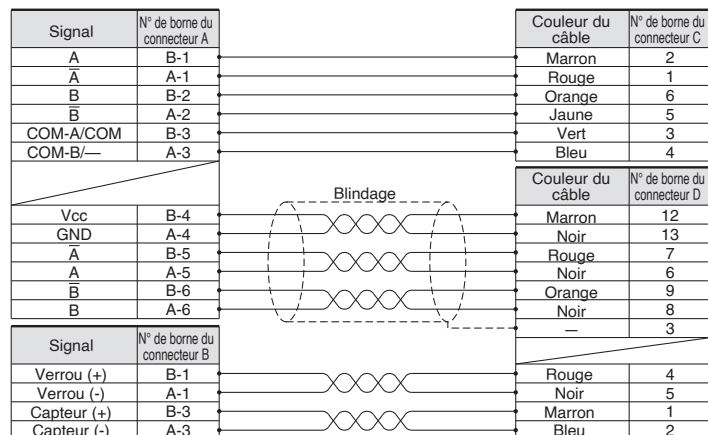 Signal N° de borne du connecteur A
A B-1
A̅ A-1
B B-2
B̅ A-2
COM-A/COM B-3
COM-B/— A-3
Vcc B-4
GND A-4
A̅ B-5
A A-5
B̅ B-6
B A-6
Signal N° de borne du connecteur B
Verrou (+) B-1
Verrou (-) A-1
Capteur (+) B-3
Capteur (-) A-3
Blindage
Couleur du câble N° de borne du connecteur C
Marron 2
Rouge 1
Orange 6
Jaune 5
Vert 3
Bleu 4
Couleur du câble N° de borne du connecteur D
Marron 12
Noir 13
Rouge 7
Noir 6
Orange 9
Noir 8
— 3
Rouge 4
Noir 5
Marron 1
Bleu 2